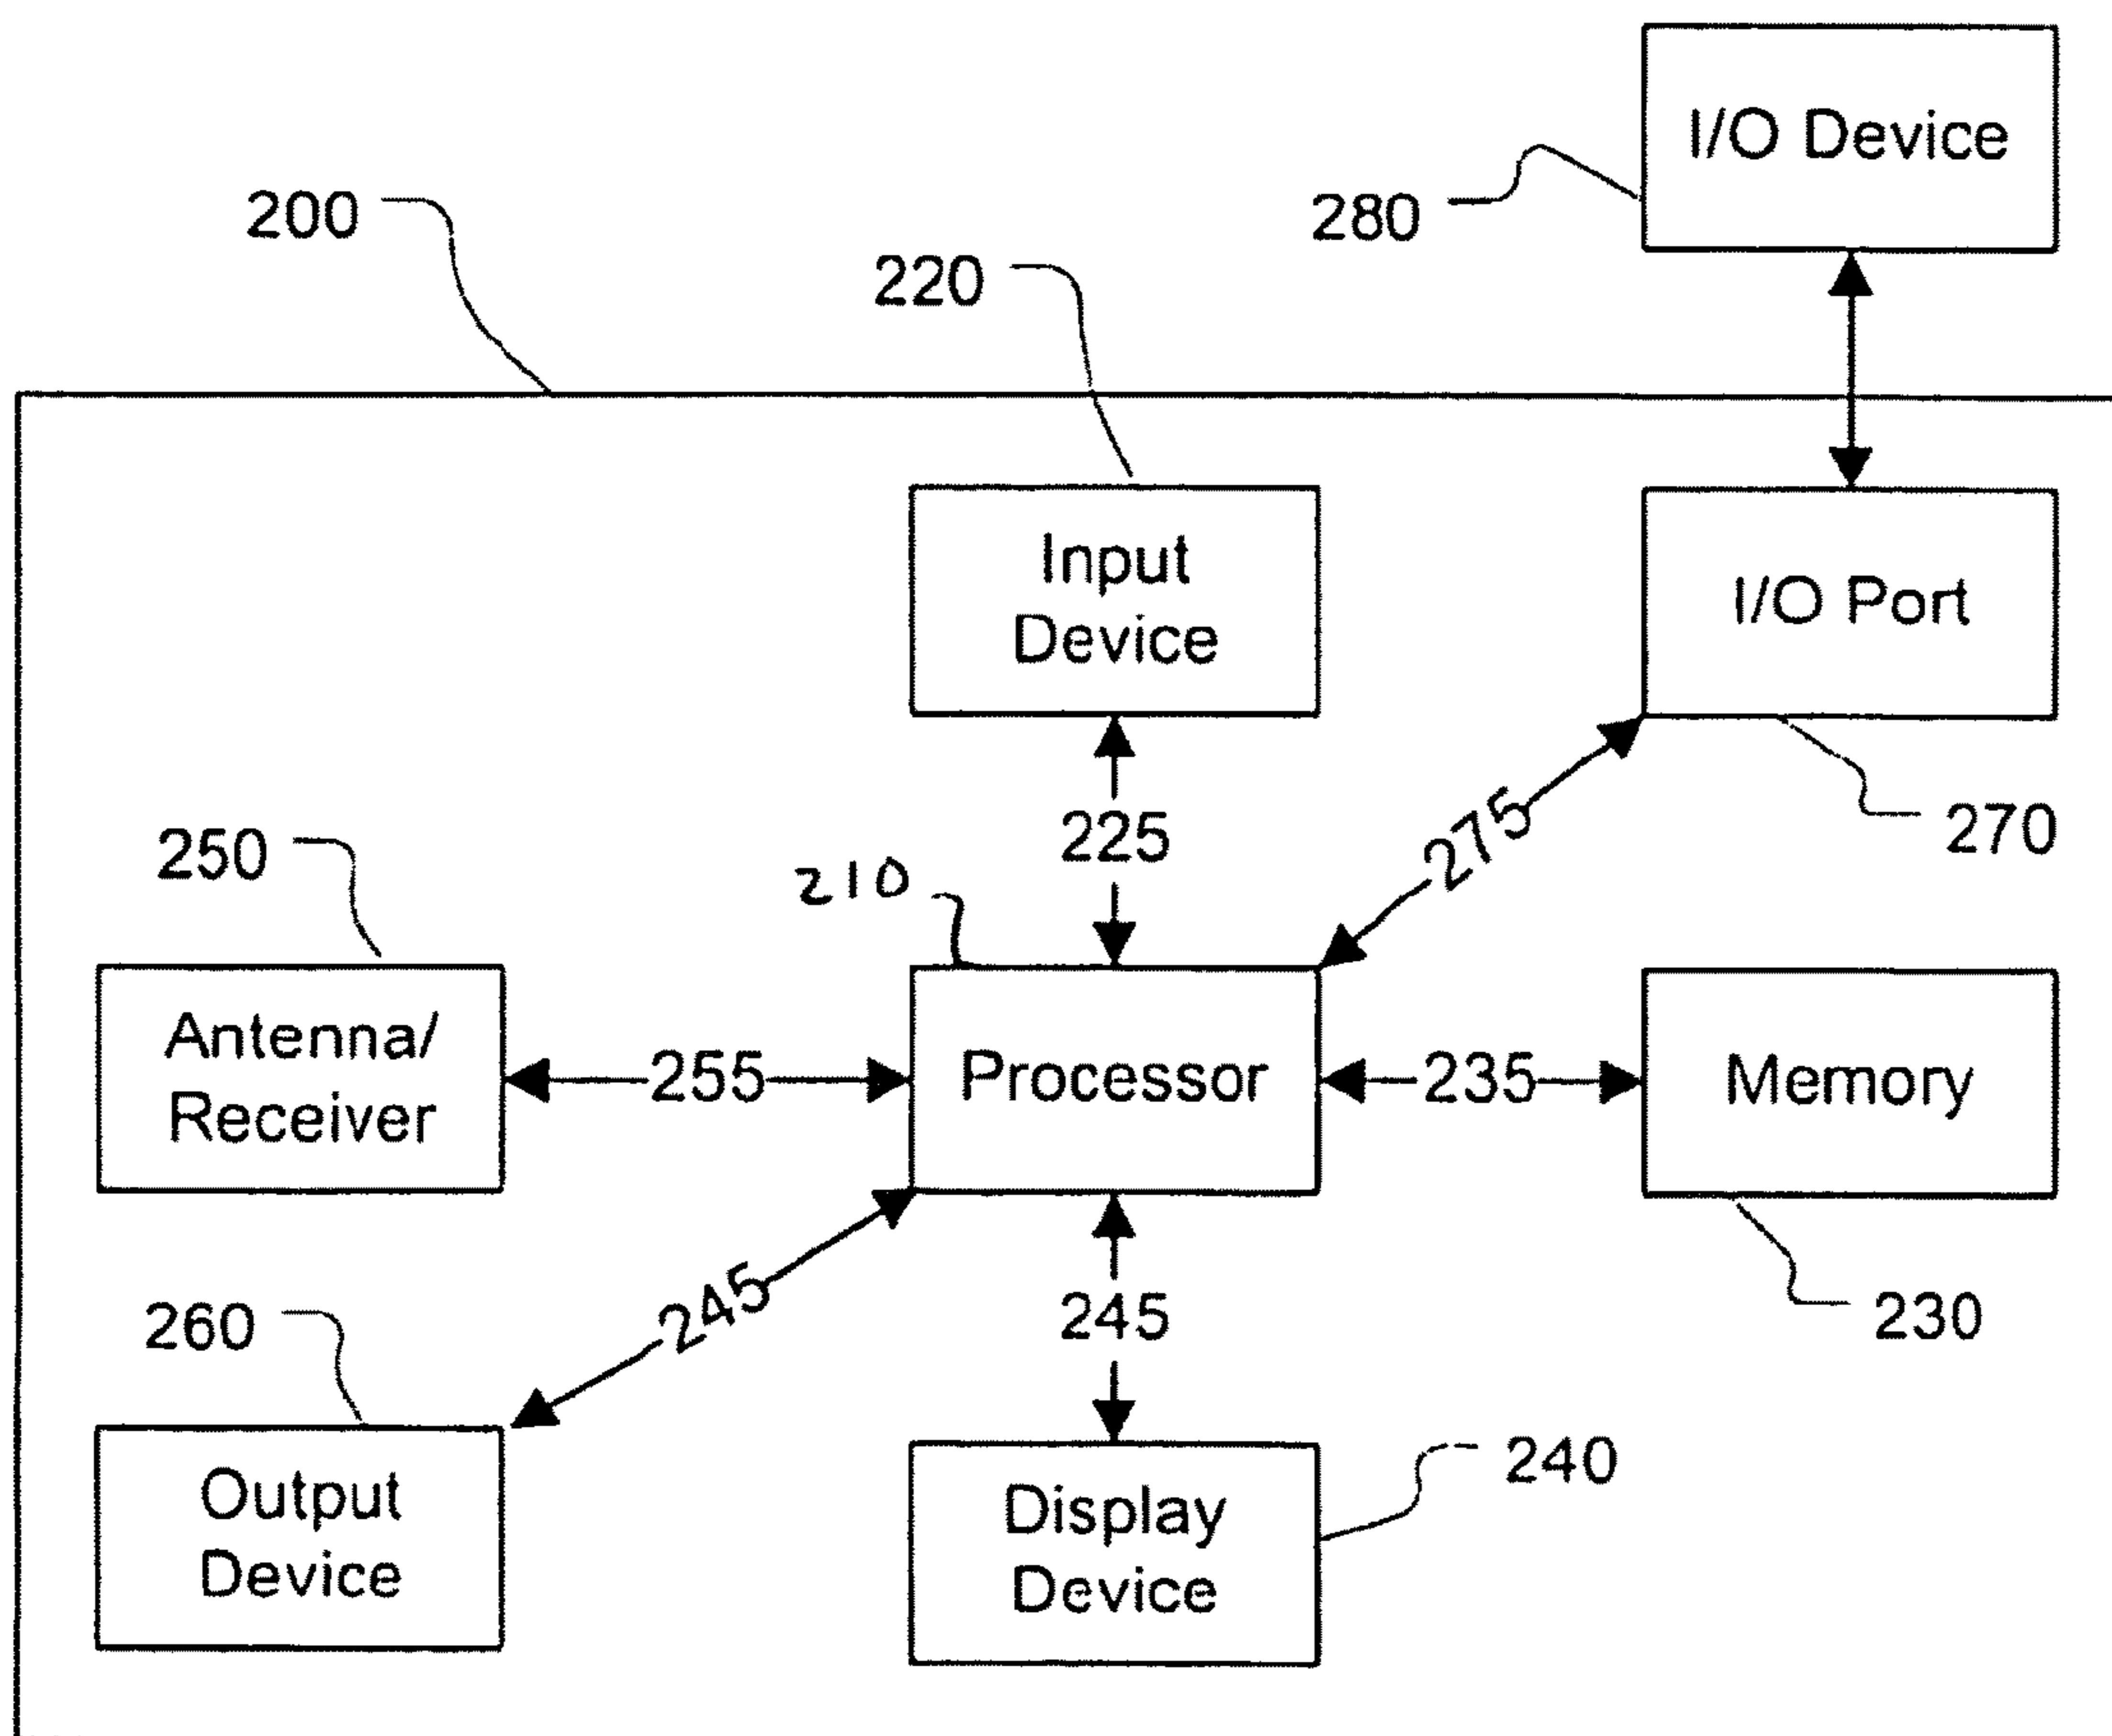 I/O Device
200
280
220
Input
Device
I/O Port
225
275
270
250
210
Antenna/
Receiver
255
Processor
235
Memory
245
245
260
230
Output
Device
Display
Device
240